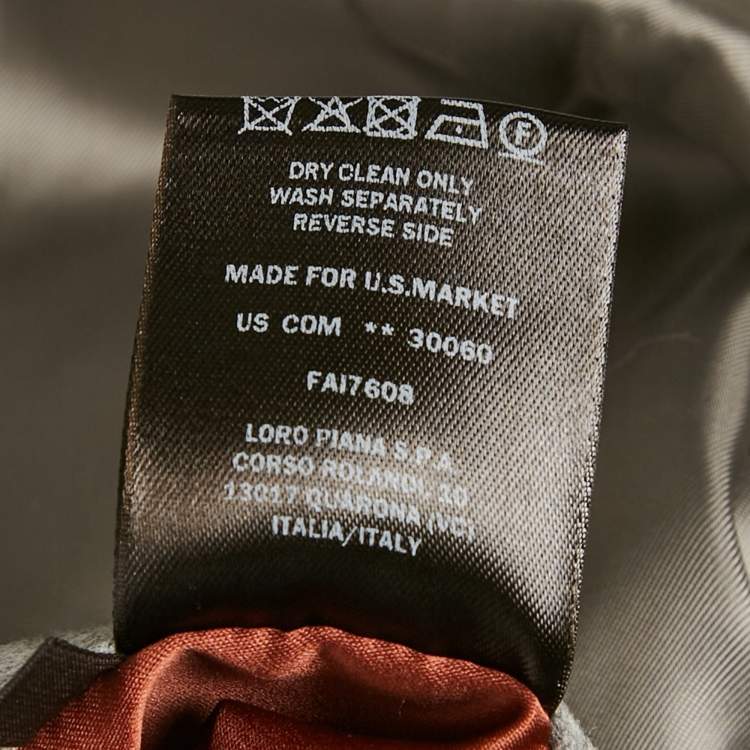 F
DRY CLEAN ONLY
WASH SEPARATELY
REVERSE SIDE
MADE FOR U.S.MARKET
US COM ** 30060
FAI7608
LORO PIANA S.P.A.
CORSO ROLANDI, 10
13017 QUARONA (VC)
ITALIA/ITALY